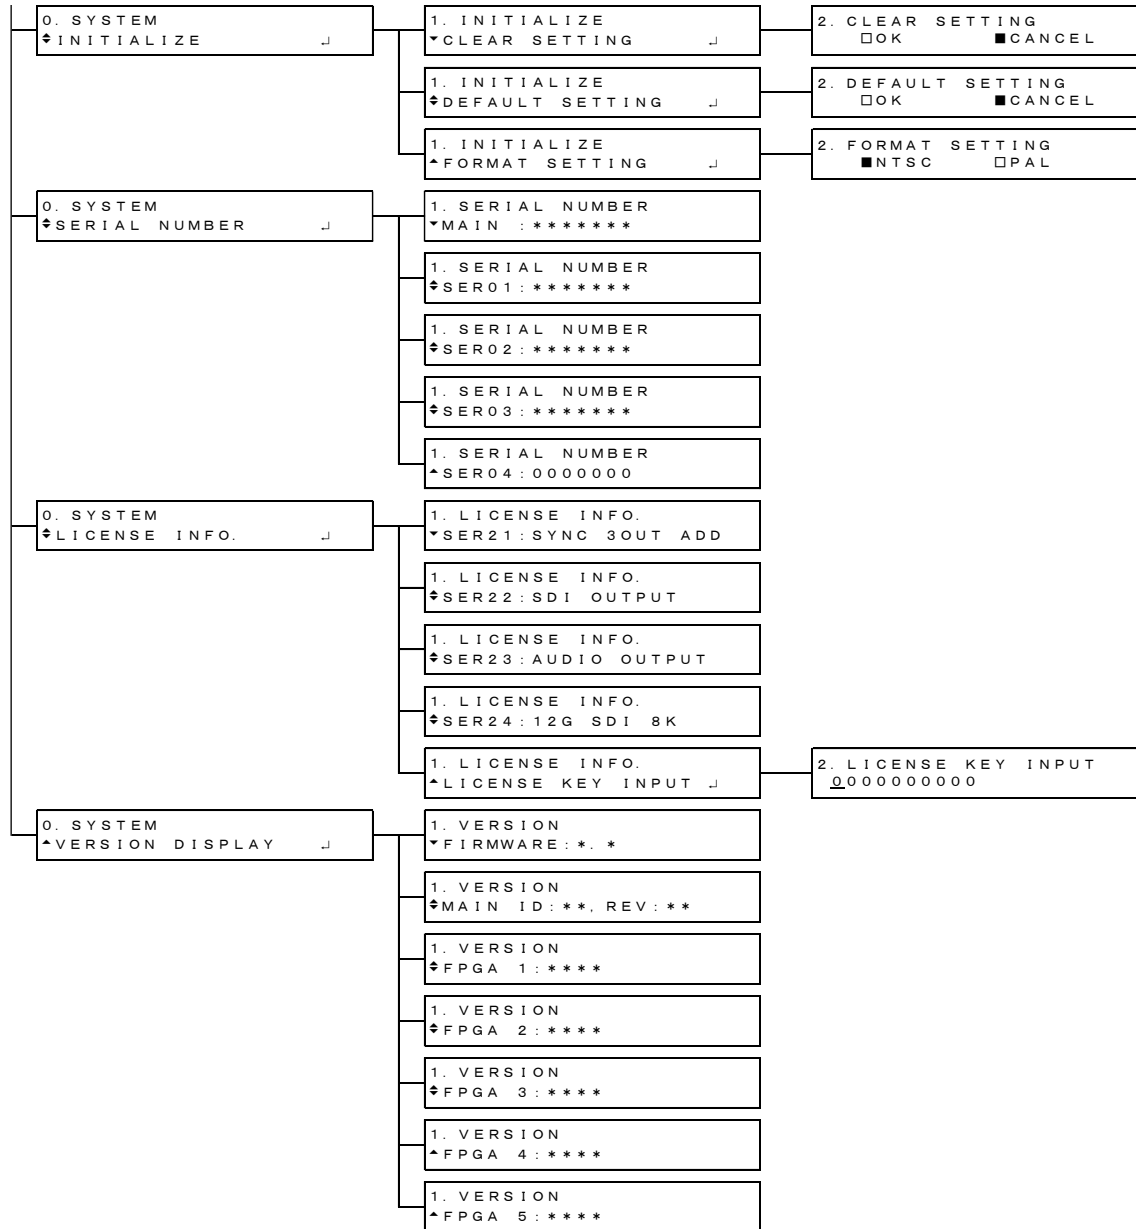 0. SYSTEM
♦INITIALIZE ↵
1. INITIALIZE
▾CLEAR SETTING ↵
2. CLEAR SETTING
□OK ■CANCEL
1. INITIALIZE
♦DEFAULT SETTING ↵
2. DEFAULT SETTING
□OK ■CANCEL
1. INITIALIZE
▴FORMAT SETTING ↵
2. FORMAT SETTING
■NTSC □PAL
0. SYSTEM
♦SERIAL NUMBER ↵
1. SERIAL NUMBER
▾MAIN :*******
1. SERIAL NUMBER
♦SER01:*******
1. SERIAL NUMBER
♦SER02:*******
1. SERIAL NUMBER
♦SER03:*******
1. SERIAL NUMBER
▴SER04:0000000
0. SYSTEM
♦LICENSE INFO. ↵
1. LICENSE INFO.
▾SER21:SYNC 3OUT ADD
1. LICENSE INFO.
♦SER22:SDI OUTPUT
1. LICENSE INFO.
♦SER23:AUDIO OUTPUT
1. LICENSE INFO.
♦SER24:12G SDI 8K
1. LICENSE INFO.
▴LICENSE KEY INPUT ↵
2. LICENSE KEY INPUT
0000000000
0. SYSTEM
▴VERSION DISPLAY ↵
1. VERSION
▾FIRMWARE:*.*
1. VERSION
♦MAIN ID:**,REV:**
1. VERSION
♦FPGA 1:****
1. VERSION
♦FPGA 2:****
1. VERSION
♦FPGA 3:****
1. VERSION
▴FPGA 4:****
1. VERSION
▴FPGA 5:****